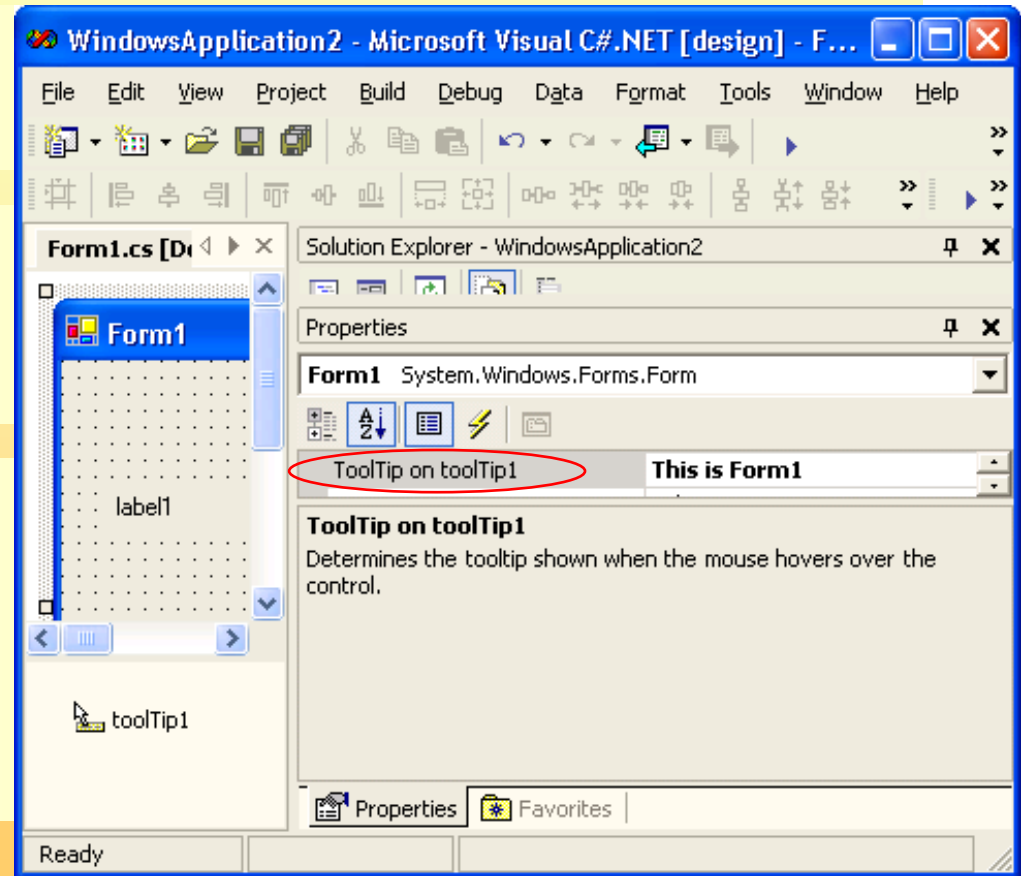 WindowsApplication2 - Microsoft Visual C#.NET [design] - F...
File Edit View Project Build Debug Data Format Tools Window Help
Form1.cs [De
Solution Explorer - WindowsApplication2
Form1
Properties
Form1 System.Windows.Forms.Form
ToolTip on toolTip1 This is Form1
label1
ToolTip on toolTip1
Determines the tooltip shown when the mouse hovers over the
control.
toolTip1
Properties Favorites
Ready